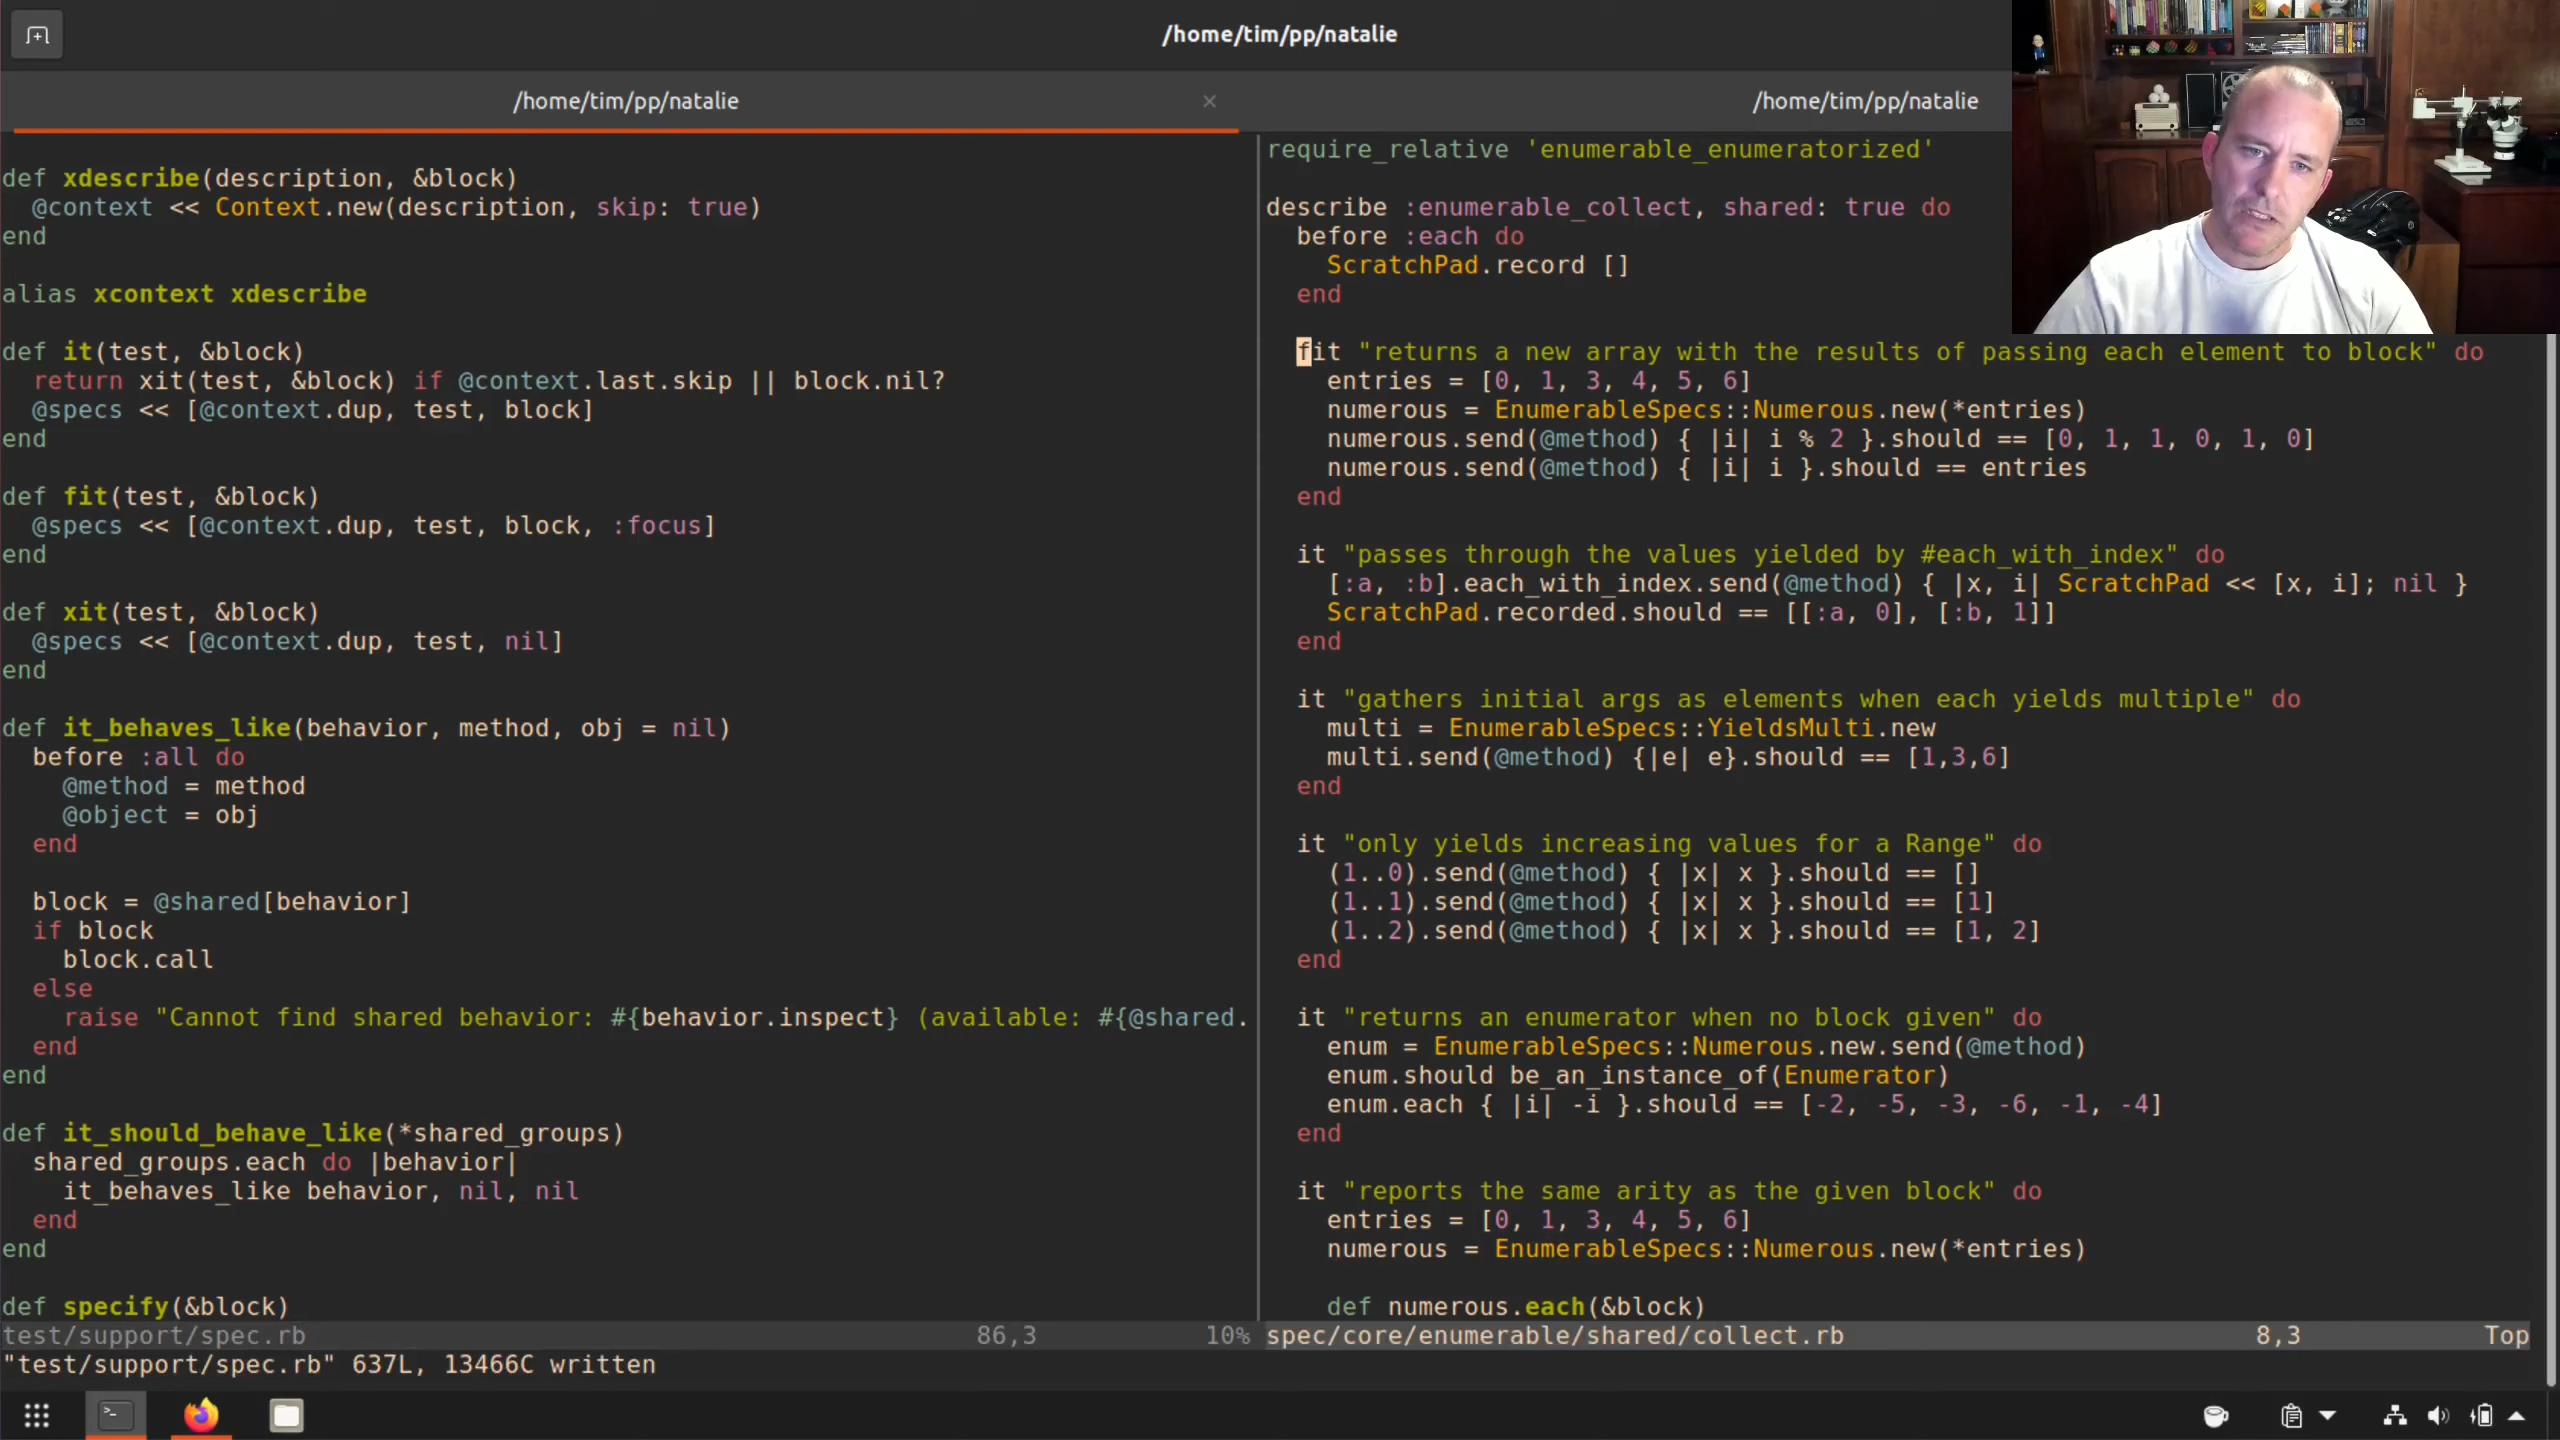 /home/tim/pp/natalie
/home/tim/pp/natalie ×
/home/tim/pp/natalie
def xdescribe(description, &block)
  @context << Context.new(description, skip: true)
end
alias xcontext xdescribe
def it(test, &block)
  return xit(test, &block) if @context.last.skip || block.nil?
  @specs << [@context.dup, test, block]
end
def fit(test, &block)
  @specs << [@context.dup, test, block, :focus]
end
def xit(test, &block)
  @specs << [@context.dup, test, nil]
end
def it_behaves_like(behavior, method, obj = nil)
  before :all do
    @method = method
    @object = obj
  end
  block = @shared[behavior]
  if block
    block.call
  else
    raise "Cannot find shared behavior: #{behavior.inspect} (available: #{@shared.
  end
end
def it_should_behave_like(*shared_groups)
  shared_groups.each do |behavior|
    it_behaves_like behavior, nil, nil
  end
end
def specify(&block)
test/support/spec.rb 86,3 10%
"test/support/spec.rb" 637L, 13466C written
require_relative 'enumerable_enumeratorized'
describe :enumerable_collect, shared: true do
  before :each do
    ScratchPad.record []
  end
  fit "returns a new array with the results of passing each element to block" do
    entries = [0, 1, 3, 4, 5, 6]
    numerous = EnumerableSpecs::Numerous.new(*entries)
    numerous.send(@method) { |i| i % 2 }.should == [0, 1, 1, 0, 1, 0]
    numerous.send(@method) { |i| i }.should == entries
  end
  it "passes through the values yielded by #each_with_index" do
    [:a, :b].each_with_index.send(@method) { |x, i| ScratchPad << [x, i]; nil }
    ScratchPad.recorded.should == [[:a, 0], [:b, 1]]
  end
  it "gathers initial args as elements when each yields multiple" do
    multi = EnumerableSpecs::YieldsMulti.new
    multi.send(@method) {|e| e}.should == [1,3,6]
  end
  it "only yields increasing values for a Range" do
    (1..0).send(@method) { |x| x }.should == []
    (1..1).send(@method) { |x| x }.should == [1]
    (1..2).send(@method) { |x| x }.should == [1, 2]
  end
  it "returns an enumerator when no block given" do
    enum = EnumerableSpecs::Numerous.new.send(@method)
    enum.should be_an_instance_of(Enumerator)
    enum.each { |i| -i }.should == [-2, -5, -3, -6, -1, -4]
  end
  it "reports the same arity as the given block" do
    entries = [0, 1, 3, 4, 5, 6]
    numerous = EnumerableSpecs::Numerous.new(*entries)
    def numerous.each(&block)
spec/core/enumerable/shared/collect.rb 8,3 Top